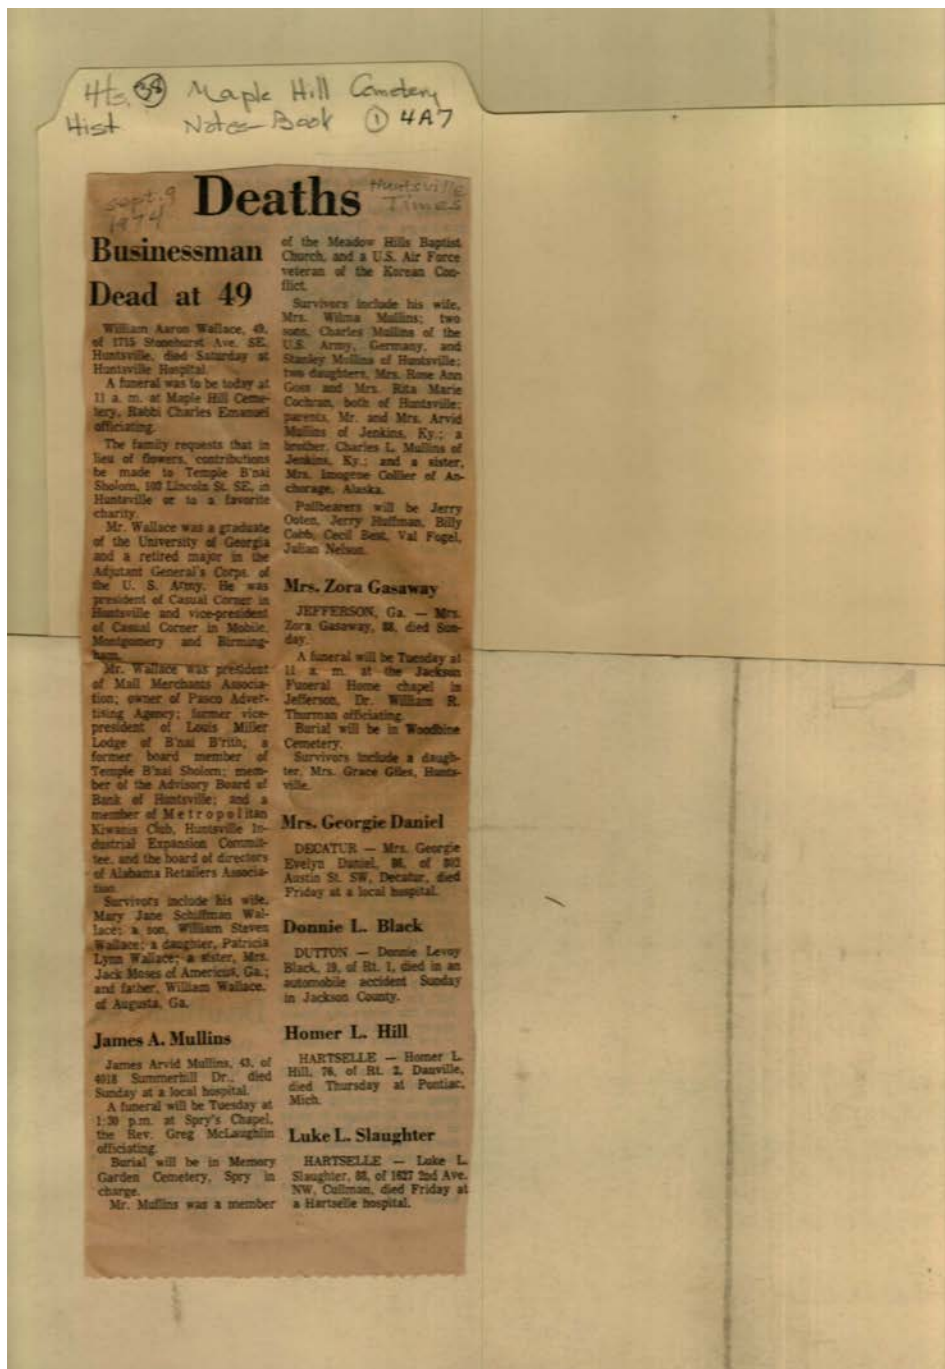 Hts. 38 Maple Hill Cemetery
Hist Notes-Book 1 4A7
Sept. 9
1974
Deaths
Huntsville
Times
Businessman
Dead at 49
William Aaron Wallace, 49,
of 1715 Stonehurst Ave. SE,
Huntsville, died Saturday at
Huntsville Hospital.
A funeral was to be today at
11 a. m. at Maple Hill Ceme-
tery, Rabbi Charles Emanuel
officiating.
The family requests that in
lieu of flowers, contributions
be made to Temple B'nai
Sholom, 103 Lincoln St. SE, in
Huntsville or to a favorite
charity.
Mr. Wallace was a graduate
of the University of Georgia
and a retired major in the
Adjutant General's Corps. of
the U. S. Army. He was
president of Casual Corner in
Huntsville and vice-president
of Casual Corner in Mobile,
Montgomery and Birming-
ham.
Mr. Wallace was president
of Mall Merchants Associa-
tion; owner of Pasco Adver-
tising Agency; former vice-
president of Louis Miller
Lodge of B'nai B'rith; a
former board member of
Temple B'nai Sholom; mem-
ber of the Advisory Board of
Bank of Huntsville; and a
member of Metropolitan
Kiwanis Club, Huntsville In-
dustrial Expansion Commit-
tee, and the board of directors
of Alabama Retailers Associa-
tion.
Survivors include his wife,
Mary Jane Schiffman Wal-
lace; a son, William Steven
Wallace; a daughter, Patricia
Lynn Wallace; a sister, Mrs.
Jack Moses of Americus, Ga.;
and father, William Wallace,
of Augusta, Ga.
James A. Mullins
James Arvid Mullins, 43, of
4018 Summerhill Dr., died
Sunday at a local hospital.
A funeral will be Tuesday at
1:30 p.m. at Spry's Chapel,
the Rev. Greg McLaughlin
officiating.
Burial will be in Memory
Garden Cemetery, Spry in
charge.
Mr. Mullins was a member
of the Meadow Hills Baptist
Church, and a U.S. Air Force
veteran of the Korean Con-
flict.
Survivors include his wife,
Mrs. Wilma Mullins; two
sons, Charles Mullins of the
U.S. Army, Germany, and
Stanley Mullins of Huntsville;
two daughters, Mrs. Rose Ann
Goss and Mrs. Rita Marie
Cochran, both of Huntsville;
parents, Mr. and Mrs. Arvid
Mullins of Jenkins, Ky.; a
brother, Charles L. Mullins of
Jenkins, Ky.; and a sister,
Mrs. Imogene Collier of An-
chorage, Alaska.
Pallbearers will be Jerry
Ooten, Jerry Huffman, Billy
Cobb, Cecil Best, Val Fogel,
Julian Nelson.
Mrs. Zora Gasaway
JEFFERSON, Ga. — Mrs.
Zora Gasaway, 88, died Sun-
day.
A funeral will be Tuesday at
11 a. m. at the Jackson
Funeral Home chapel in
Jefferson, Dr. William R.
Thurman officiating.
Burial will be in Woodbine
Cemetery.
Survivors include a daugh-
ter, Mrs. Grace Giles, Hunts-
ville.
Mrs. Georgie Daniel
DECATUR — Mrs. Georgie
Evelyn Daniel, of
Austin St. SW, Decatur, died
Friday at a local hospital.
Donnie L. Black
DUTTON — Donnie Levoy
Black, 19, of Rt. 1, died in an
automobile accident Sunday
in Jackson County.
Homer L. Hill
HARTSELLE — Homer L.
Hill, 76, of Rt. 2, Danville,
died Thursday at Pontiac,
Mich.
Luke L. Slaughter
HARTSELLE — Luke L.
Slaughter, 88, of 1627 2nd Ave.
NW, Cullman, died Friday at
a Hartselle hospital.